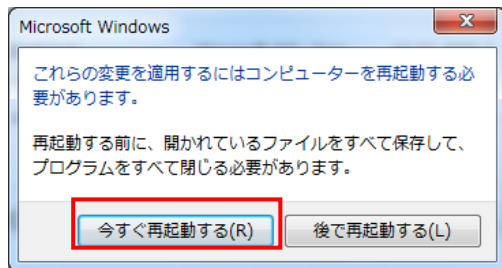 Microsoft Windows
これらの変更を適用するにはコンピューターを再起動する必
要があります。
再起動する前に、開かれているファイルをすべて保存して、
プログラムをすべて閉じる必要があります。
今すぐ再起動する(R)
後で再起動する(L)